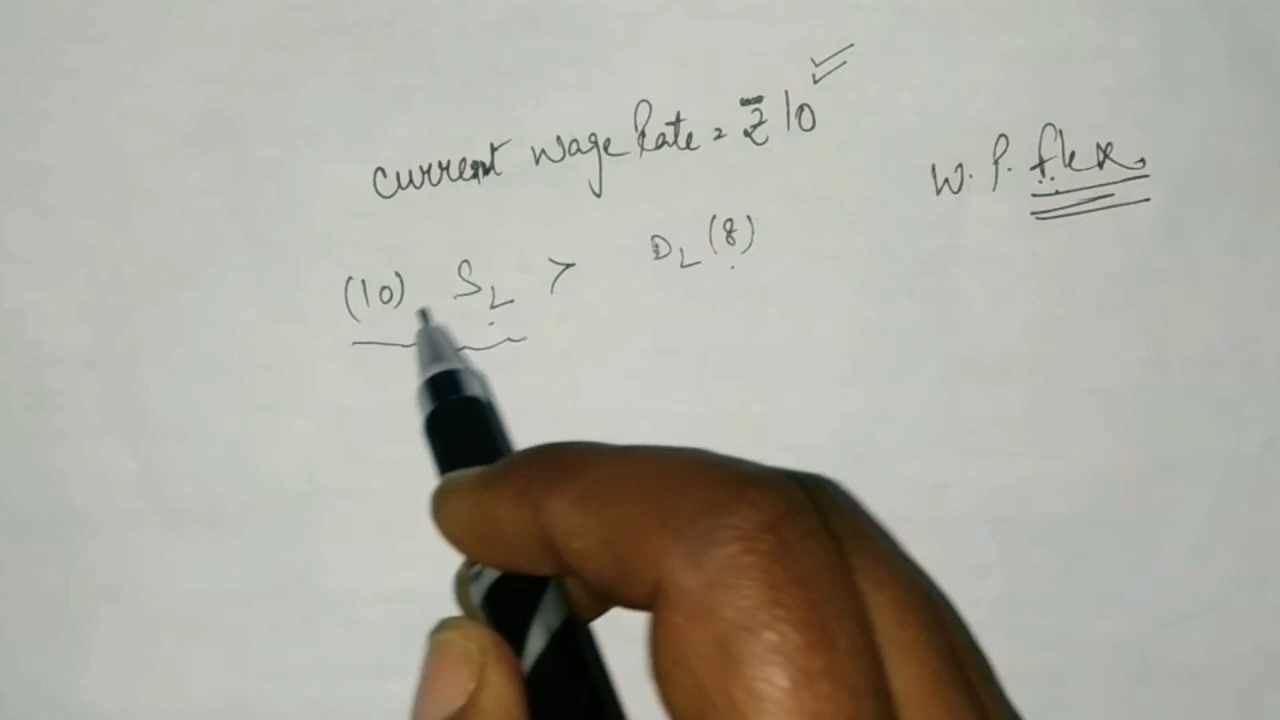 current wage Rate = ₹10
W. P. flex.
(10) SL > DL (8)